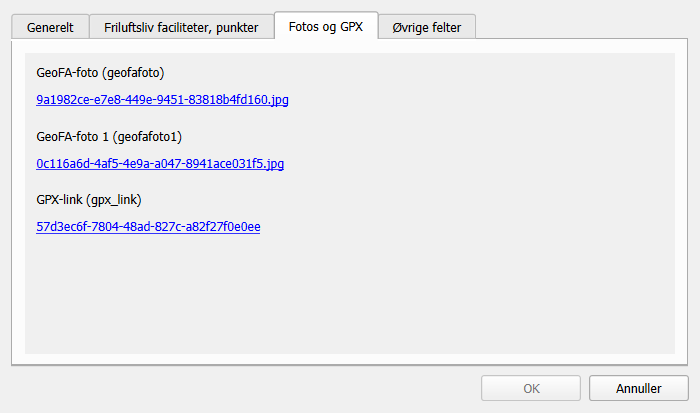 Generelt
Friluftsliv faciliteter, punkter
Fotos og GPX
Øvrige felter
GeoFA-foto (geofafoto)
9a1982ce-e7e8-449e-9451-83818b4fd160.jpg
GeoFA-foto 1 (geofafoto1)
0c116a6d-4af5-4e9a-a047-8941ace031f5.jpg
GPX-link (gpx_link)
57d3ec6f-7804-48ad-827c-a82f27f0e0ee
OK
Annuller